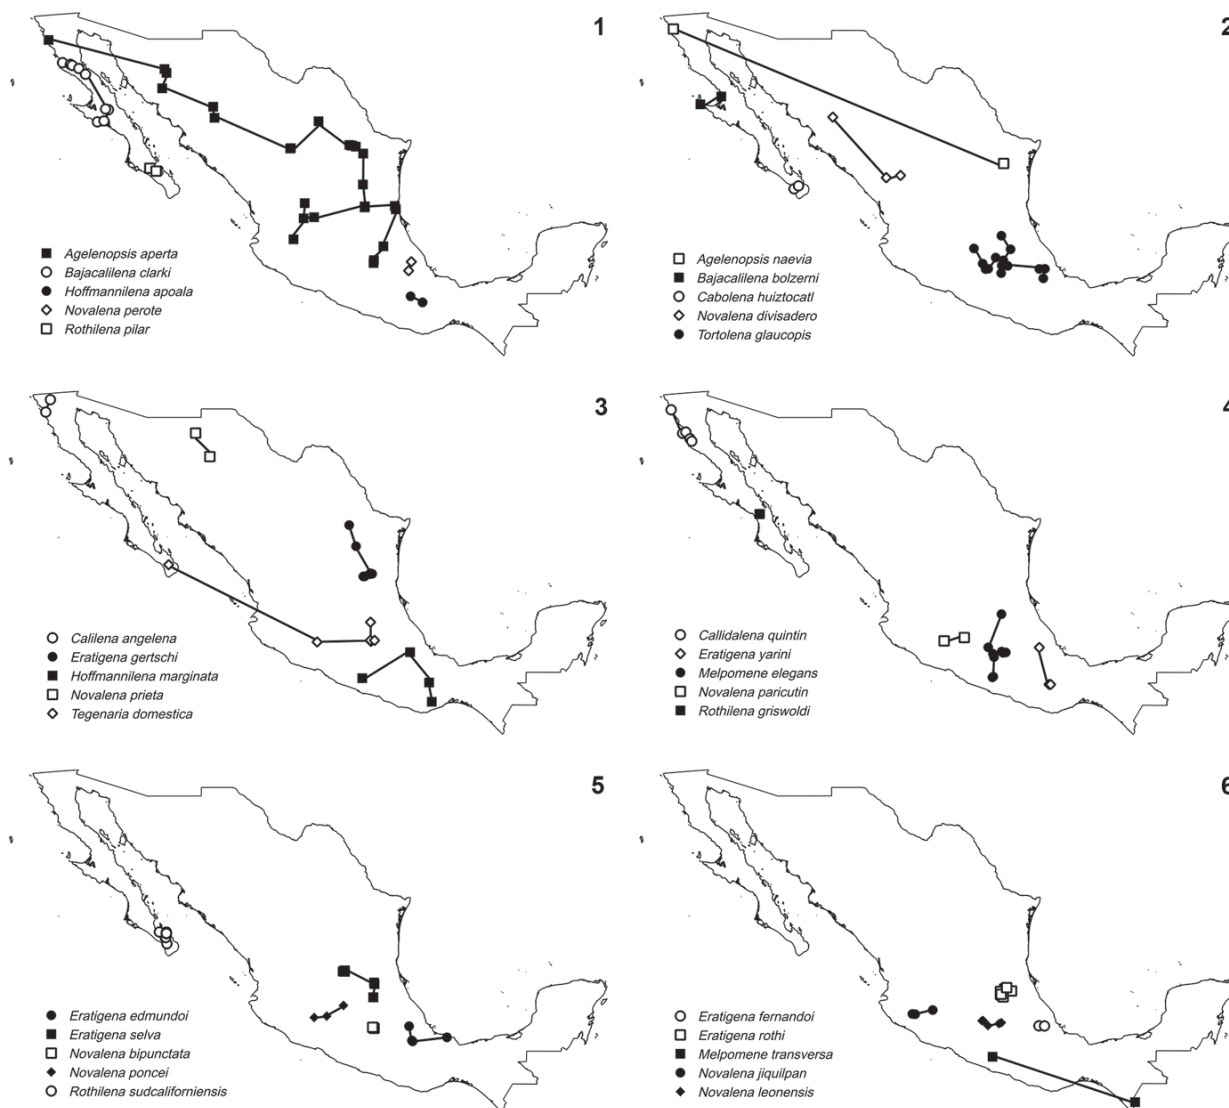 1
Agelenopsis aperta
Bajacalilena clarki
Hoffmannilena apoala
Novalena perote
Rothilena pilar
2
Agelenopsis naevia
Bajacalilena bolzerni
Cabolena huiztocatl
Novalena divisadero
Tortolena glaucopis
3
Calilena angelena
Eratigena gertschi
Hoffmannilena marginata
Novalena prieta
Tegenaria domestica
4
Callidalena quintin
Eratigena yarini
Melpomene elegans
Novalena paricutin
Rothilena griswoldi
5
Eratigena edmundoi
Eratigena selva
Novalena bipunctata
Novalena poncei
Rothilena sudcaliforniensis
6
Eratigena fernandoi
Eratigena rothi
Melpomene transversa
Novalena jiquilpan
Novalena leonensis